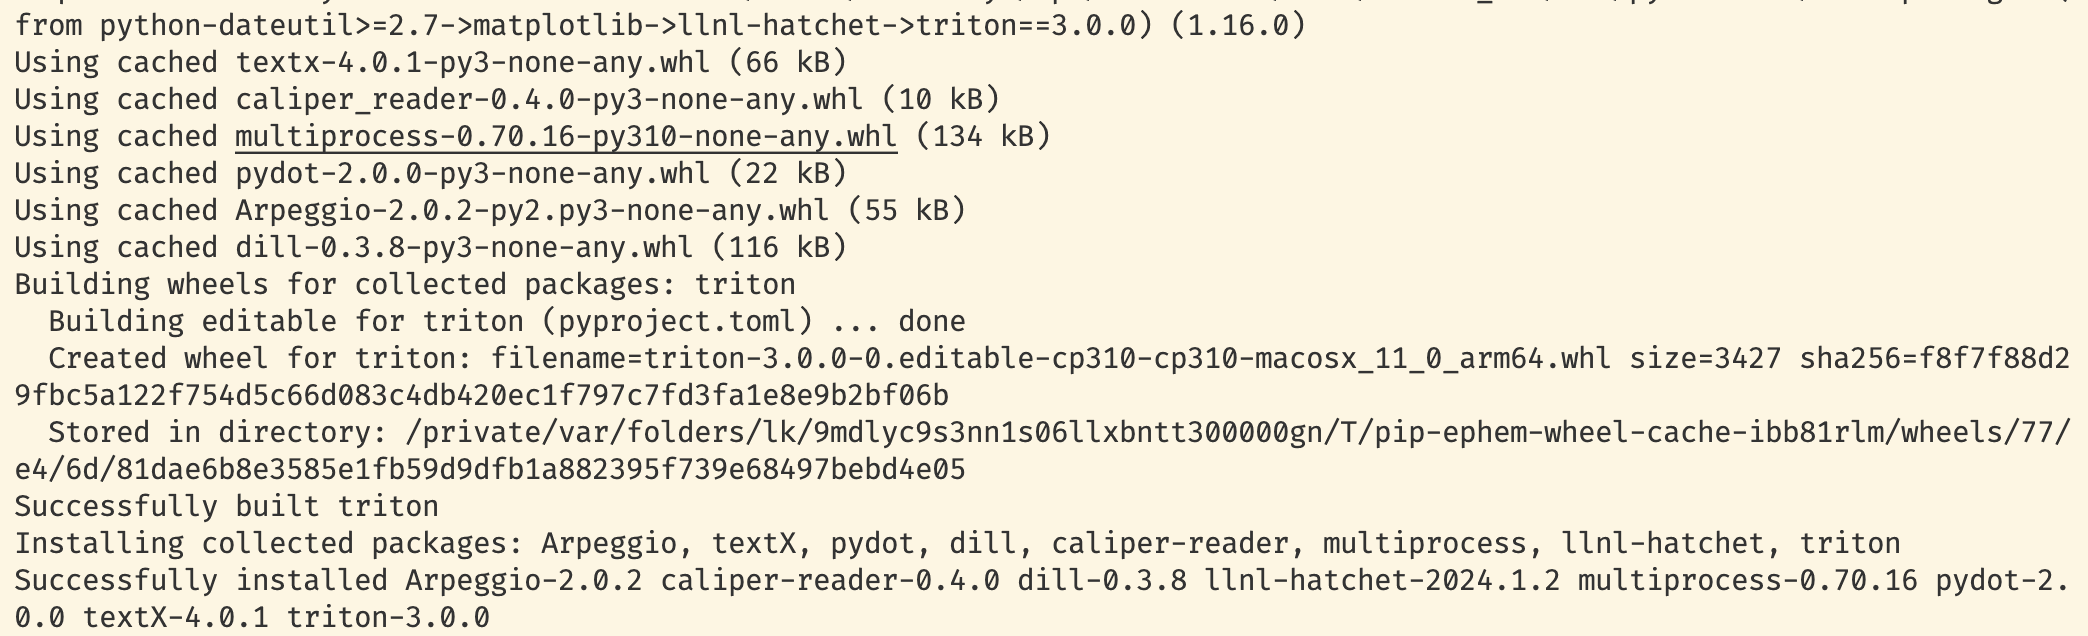 from python-dateutil>=2.7->matplotlib->llnl-hatchet->triton==3.0.0) (1.16.0)
Using cached textx-4.0.1-py3-none-any.whl (66 kB)
Using cached caliper_reader-0.4.0-py3-none-any.whl (10 kB)
Using cached multiprocess-0.70.16-py310-none-any.whl (134 kB)
Using cached pydot-2.0.0-py3-none-any.whl (22 kB)
Using cached Arpeggio-2.0.2-py2.py3-none-any.whl (55 kB)
Using cached dill-0.3.8-py3-none-any.whl (116 kB)
Building wheels for collected packages: triton
  Building editable for triton (pyproject.toml) ... done
  Created wheel for triton: filename=triton-3.0.0-0.editable-cp310-cp310-macosx_11_0_arm64.whl size=3427 sha256=f8f7f88d2
9fbc5a122f754d5c66d083c4db420ec1f797c7fd3fa1e8e9b2bf06b
  Stored in directory: /private/var/folders/lk/9mdlyc9s3nn1s06llxbntt300000gn/T/pip-ephem-wheel-cache-ibb81rlm/wheels/77/
e4/6d/81dae6b8e3585e1fb59d9dfb1a882395f739e68497bebd4e05
Successfully built triton
Installing collected packages: Arpeggio, textX, pydot, dill, caliper-reader, multiprocess, llnl-hatchet, triton
Successfully installed Arpeggio-2.0.2 caliper-reader-0.4.0 dill-0.3.8 llnl-hatchet-2024.1.2 multiprocess-0.70.16 pydot-2.
0.0 textX-4.0.1 triton-3.0.0